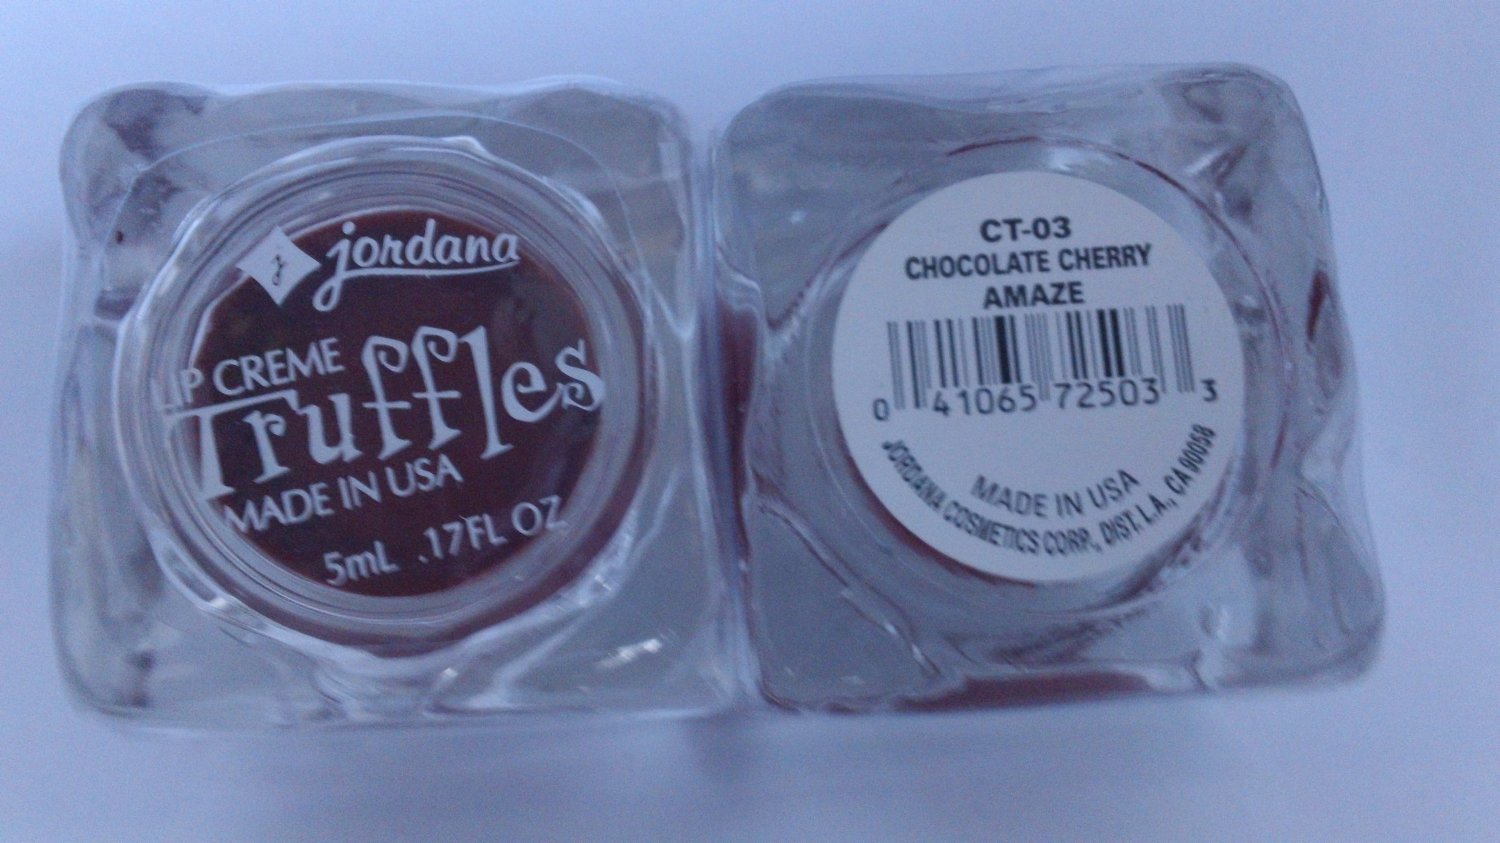 jordana
LIP CREME
Truffles
MADE IN USA
5mL .17FL OZ
CT-03
CHOCOLATE CHERRY
AMAZE
0 41065 72503 3
MADE IN USA
JORDANA COSMETICS CORP., DIST. L.A., CA 90058